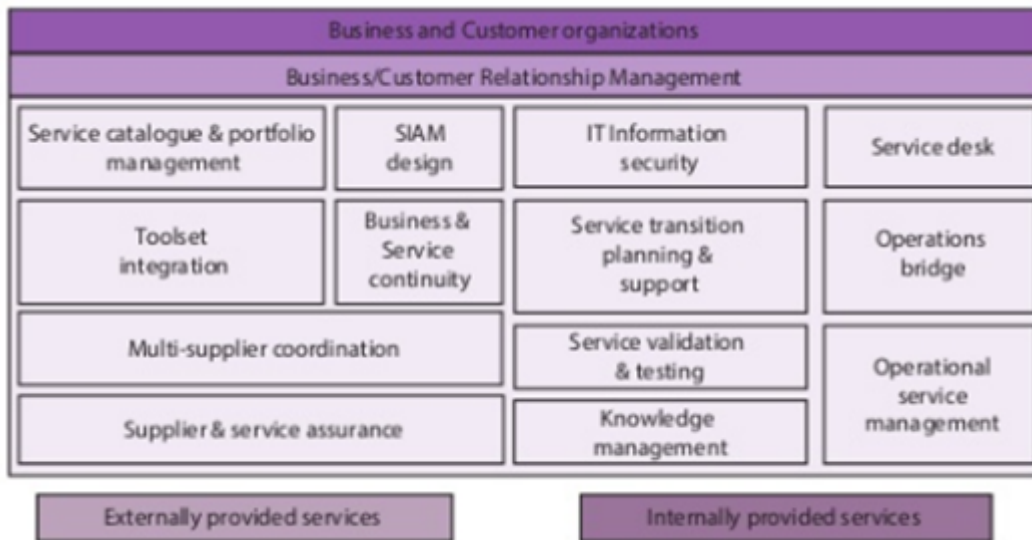 Business and Customer organizations
Business/Customer Relationship Management
Service catalogue & portfolio
management
SIAM
design
IT Information
security
Service desk
Toolset
integration
Business &
Service
continuity
Service transition
planning &
support
Operations
bridge
Multi-supplier coordination
Service validation
& testing
Operational
service
management
Supplier & service assurance
Knowledge
management
Externally provided services
Internally provided services